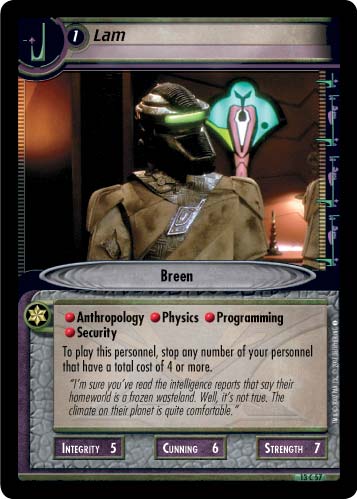 1 Lam
Breen
Anthropology Physics Programming
Security
To play this personnel, stop any number of your personnel
that have a total cost of 4 or more.
"I'm sure you've read the intelligence reports that say their
homeworld is a frozen wasteland. Well, it's not true. The
climate on their planet is quite comfortable."
INTEGRITY 5 CUNNING 6 STRENGTH 7
13 C 57